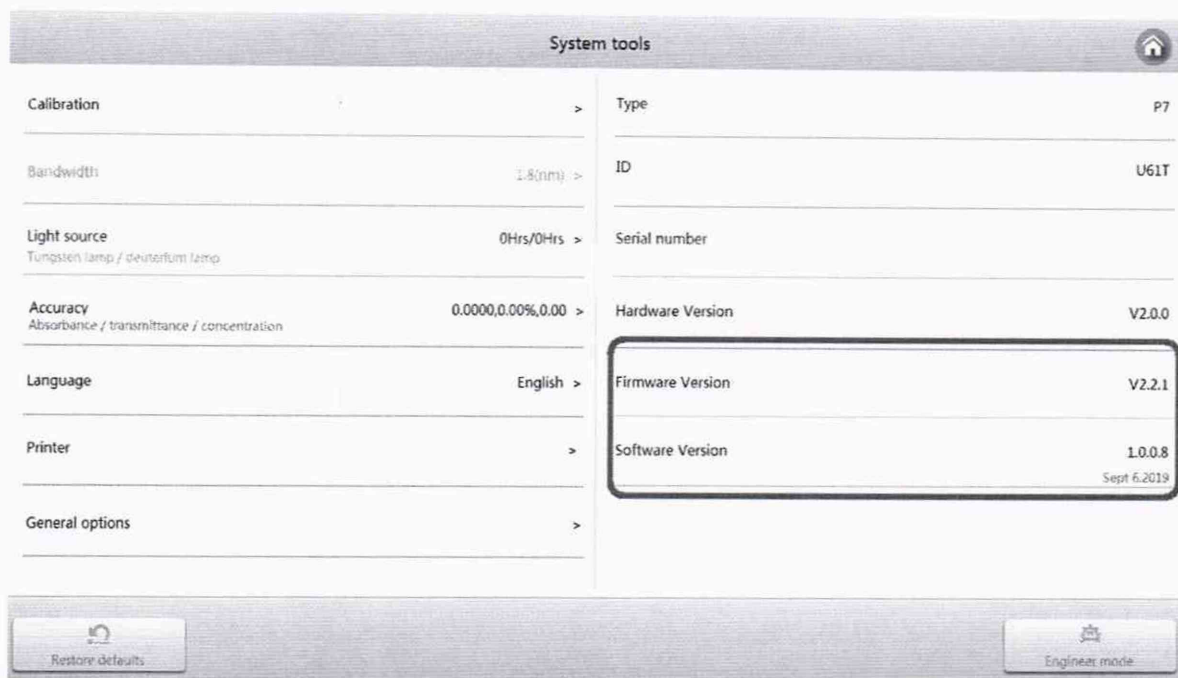 System tools
Calibration >
Bandwidth 1.8(nm) >
Light source 0Hrs/0Hrs >
Tungsten lamp / deuterium lamp
Accuracy 0.0000,0.00%,0.00 >
Absorbance / transmittance / concentration
Language English >
Printer >
General options >
Type P7
ID U61T
Serial number
Hardware Version V2.0.0
Firmware Version V2.2.1
Software Version 1.0.0.8
Sept 6.2019
Restore defaults
Engineer mode